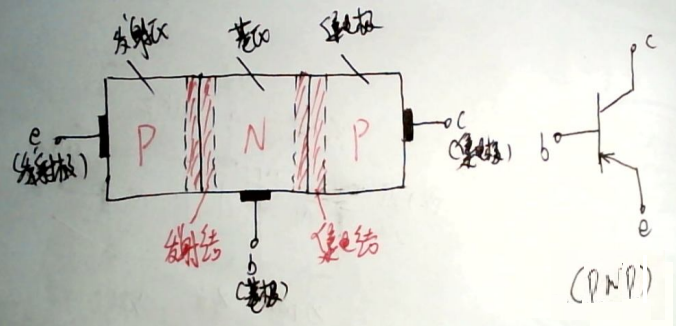 发射区 基区 集电极
e P N P c
(发射极) (集电极)
发射结 集电结
b
(基极)
c
b
e
(PNP)